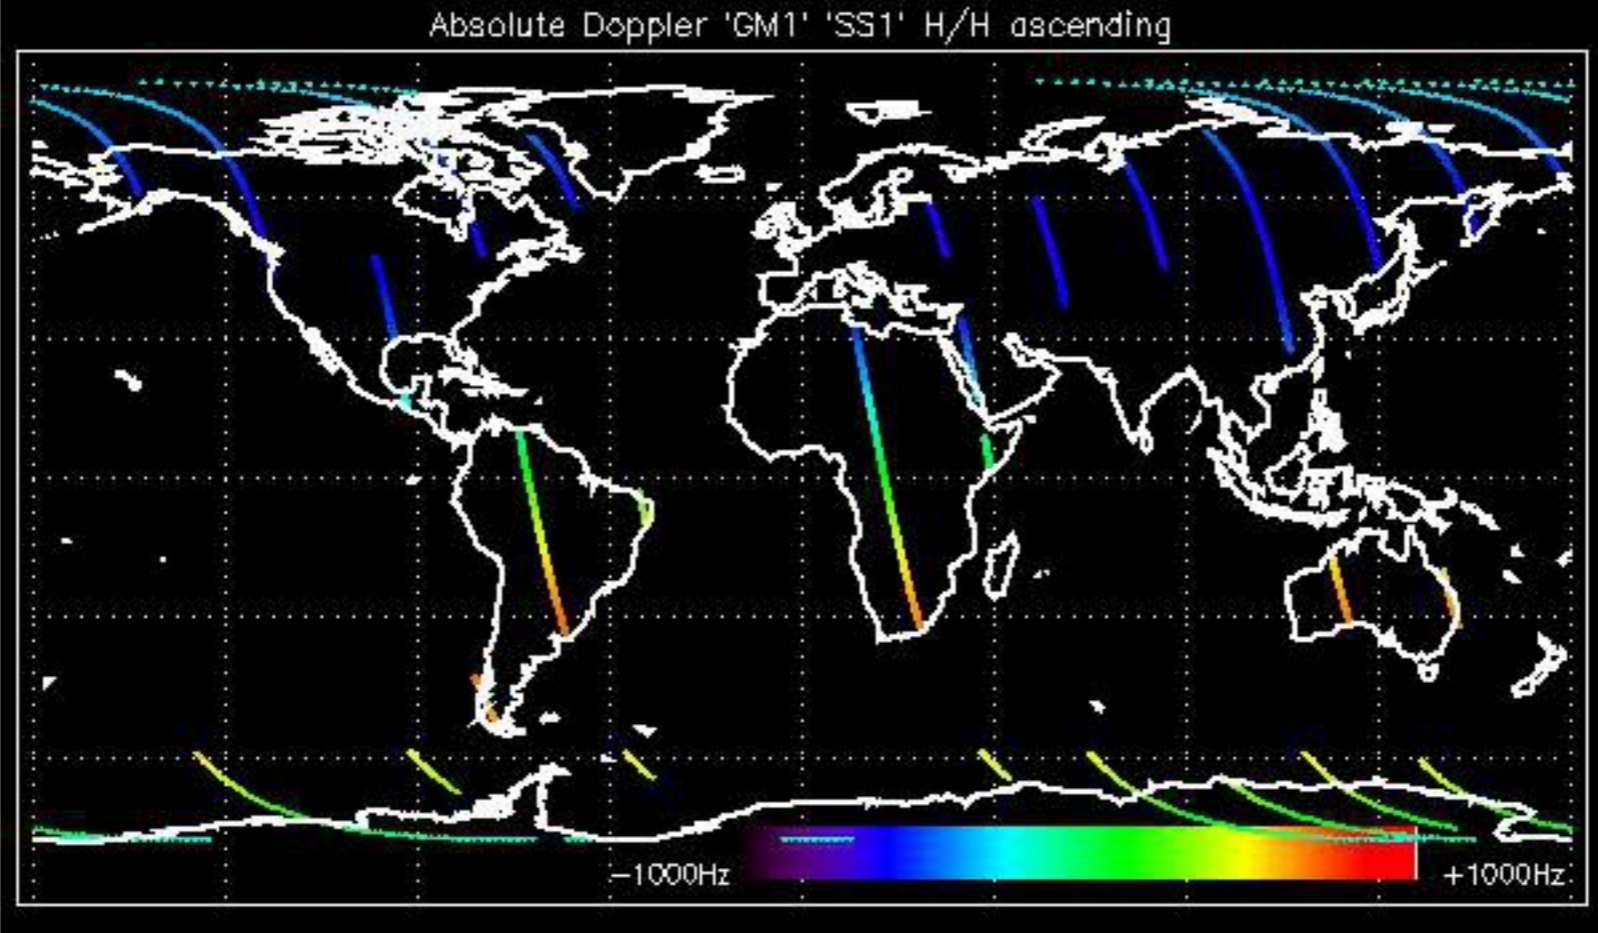 Absolute Doppler 'GM1' 'SS1' H/H ascending
−1000Hz +1000Hz